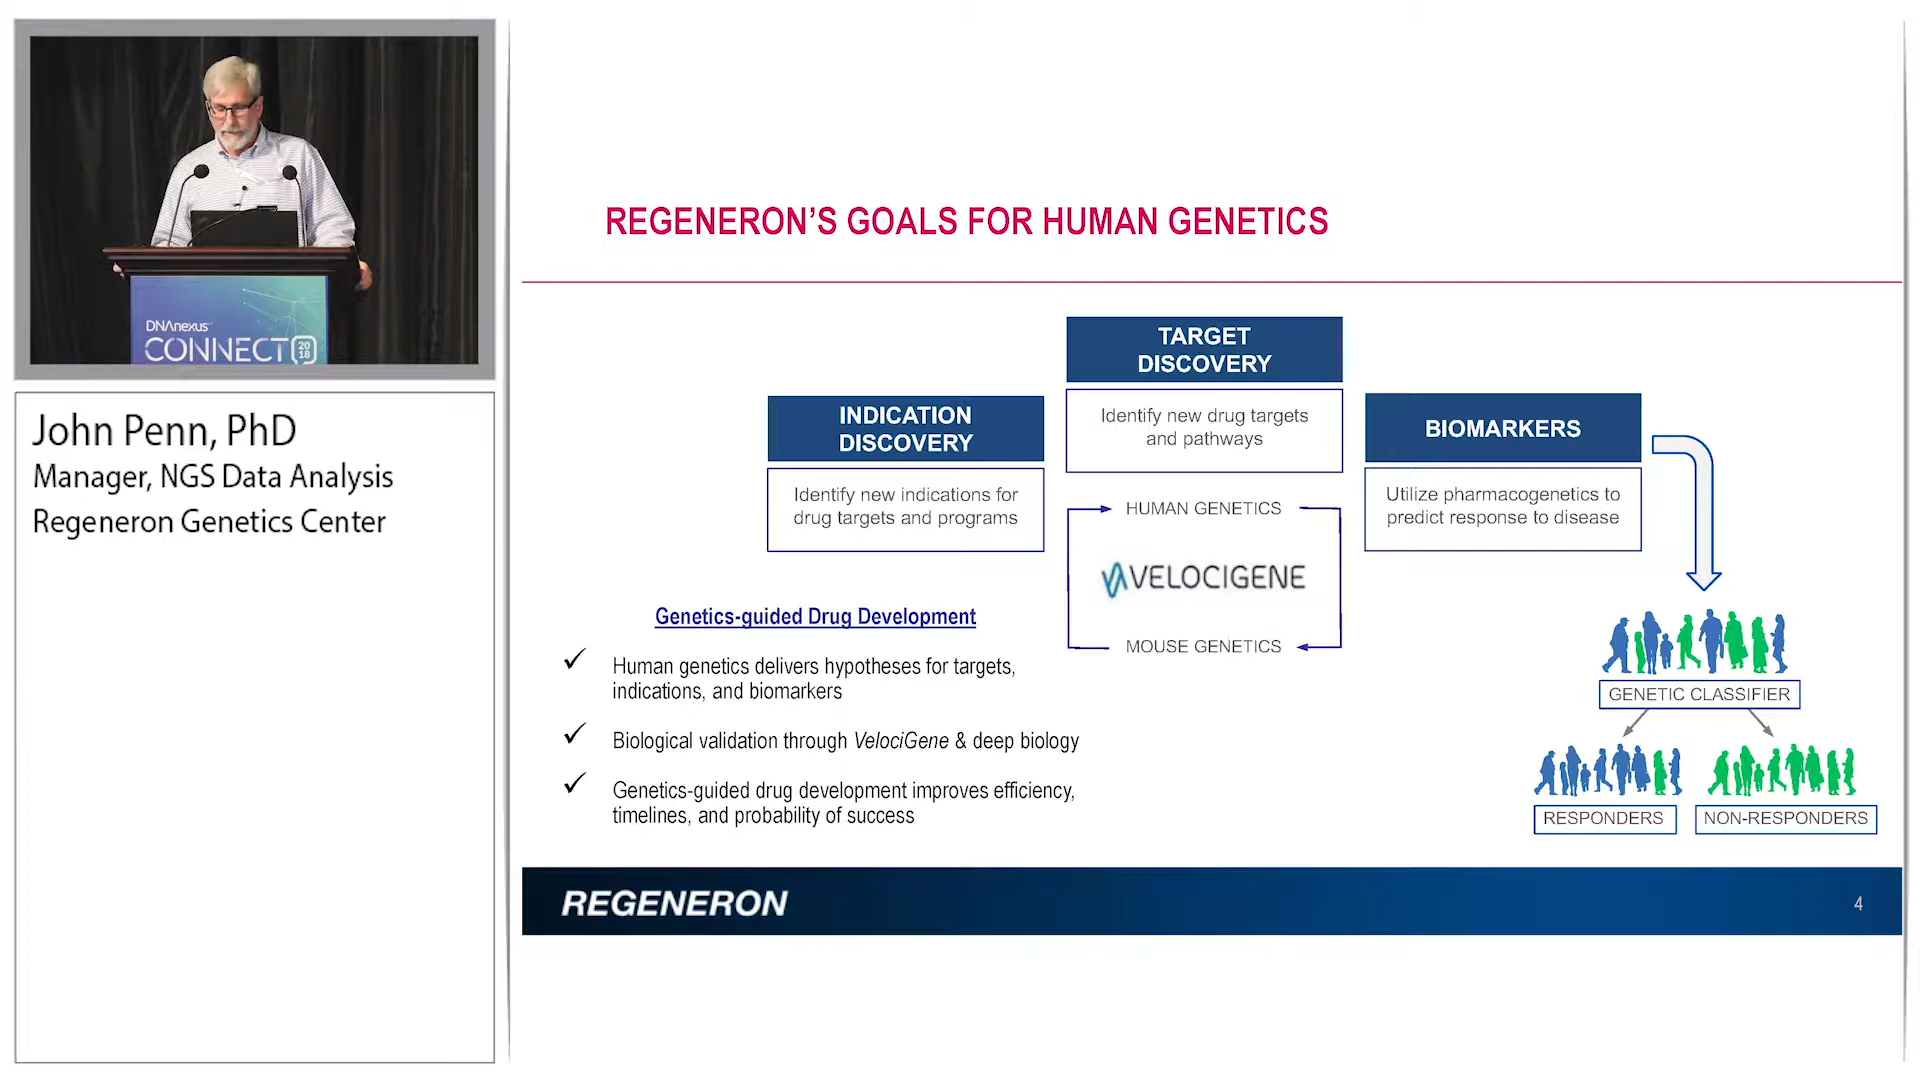 DNAnexus
CONNECT 20
18
John Penn, PhD
Manager, NGS Data Analysis
Regeneron Genetics Center
REGENERON’S GOALS FOR HUMAN GENETICS
INDICATION
DISCOVERY
Identify new indications for
drug targets and programs
TARGET
DISCOVERY
Identify new drug targets
and pathways
HUMAN GENETICS
VELOCIGENE
MOUSE GENETICS
BIOMARKERS
Utilize pharmacogenetics to
predict response to disease
GENETIC CLASSIFIER
RESPONDERS
NON-RESPONDERS
Genetics-guided Drug Development
✓ Human genetics delivers hypotheses for targets,
indications, and biomarkers
✓ Biological validation through VelociGene & deep biology
✓ Genetics-guided drug development improves efficiency,
timelines, and probability of success
REGENERON
4